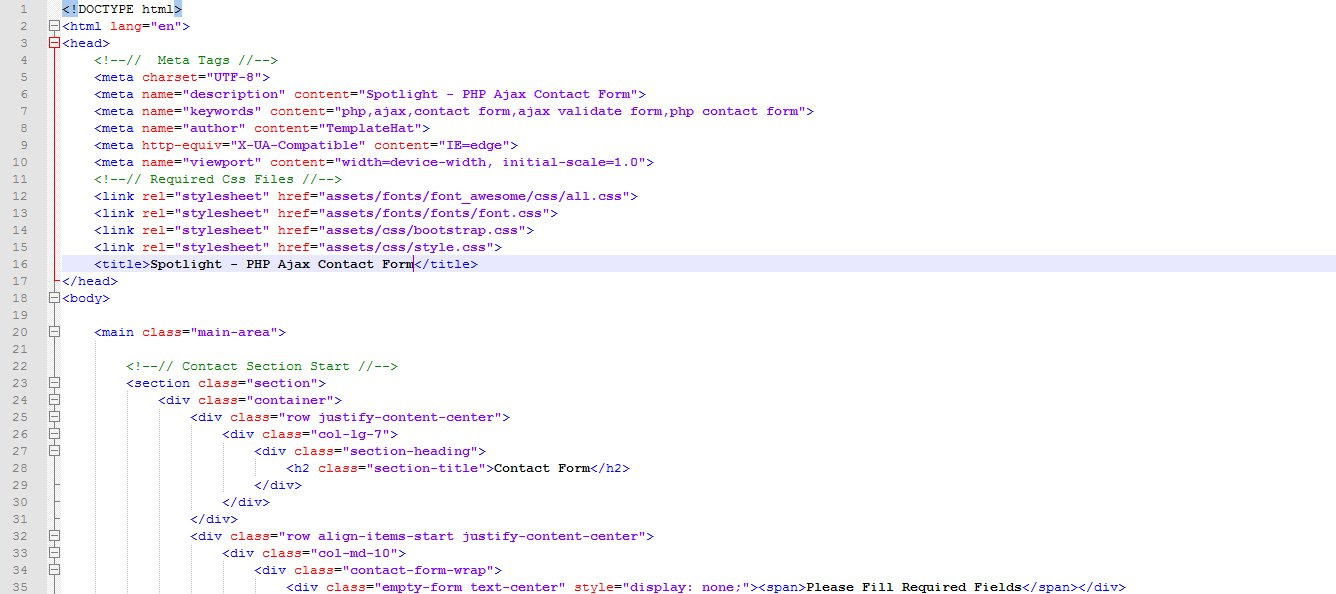 1 <!DOCTYPE html>
2 <html lang="en">
3 <head>
4 <!--//  Meta Tags //-->
5 <meta charset="UTF-8">
6 <meta name="description" content="Spotlight - PHP Ajax Contact Form">
7 <meta name="keywords" content="php,ajax,contact form,ajax validate form,php contact form">
8 <meta name="author" content="TemplateHat">
9 <meta http-equiv="X-UA-Compatible" content="IE=edge">
10 <meta name="viewport" content="width=device-width, initial-scale=1.0">
11 <!--// Required Css Files //-->
12 <link rel="stylesheet" href="assets/fonts/font_awesome/css/all.css">
13 <link rel="stylesheet" href="assets/fonts/fonts/font.css">
14 <link rel="stylesheet" href="assets/css/bootstrap.css">
15 <link rel="stylesheet" href="assets/css/style.css">
16 <title>Spotlight - PHP Ajax Contact Form</title>
17 </head>
18 <body>
19
20 <main class="main-area">
21
22 <!--// Contact Section Start //-->
23 <section class="section">
24 <div class="container">
25 <div class="row justify-content-center">
26 <div class="col-lg-7">
27 <div class="section-heading">
28 <h2 class="section-title">Contact Form</h2>
29 </div>
30 </div>
31 </div>
32 <div class="row align-items-start justify-content-center">
33 <div class="col-md-10">
34 <div class="contact-form-wrap">
35 <div class="empty-form text-center" style="display: none;"><span>Please Fill Required Fields</span></div>